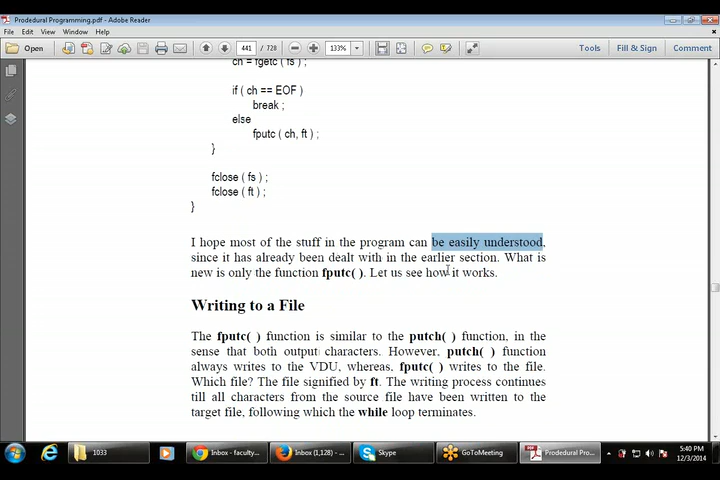 Prodedural Programming.pdf - Adobe Reader
File Edit View Window Help
Open 441 / 728 133% Tools Fill & Sign Comment
ch = fgetc ( fs ) ;
if ( ch == EOF )
break ;
else
fputc ( ch, ft ) ;
}
fclose ( fs ) ;
fclose ( ft ) ;
}
I hope most of the stuff in the program can be easily understood,
since it has already been dealt with in the earlier section. What is
new is only the function fputc( ). Let us see how it works.
Writing to a File
The fputc( ) function is similar to the putch( ) function, in the
sense that both output characters. However, putch( ) function
always writes to the VDU, whereas, fputc( ) writes to the file.
Which file? The file signified by ft. The writing process continues
till all characters from the source file have been written to the
target file, following which the while loop terminates.
1033 Inbox - faculty... Inbox (1,128) - ... Skype GoToMeeting Prodedural Pro... 5:40 PM
12/3/2014